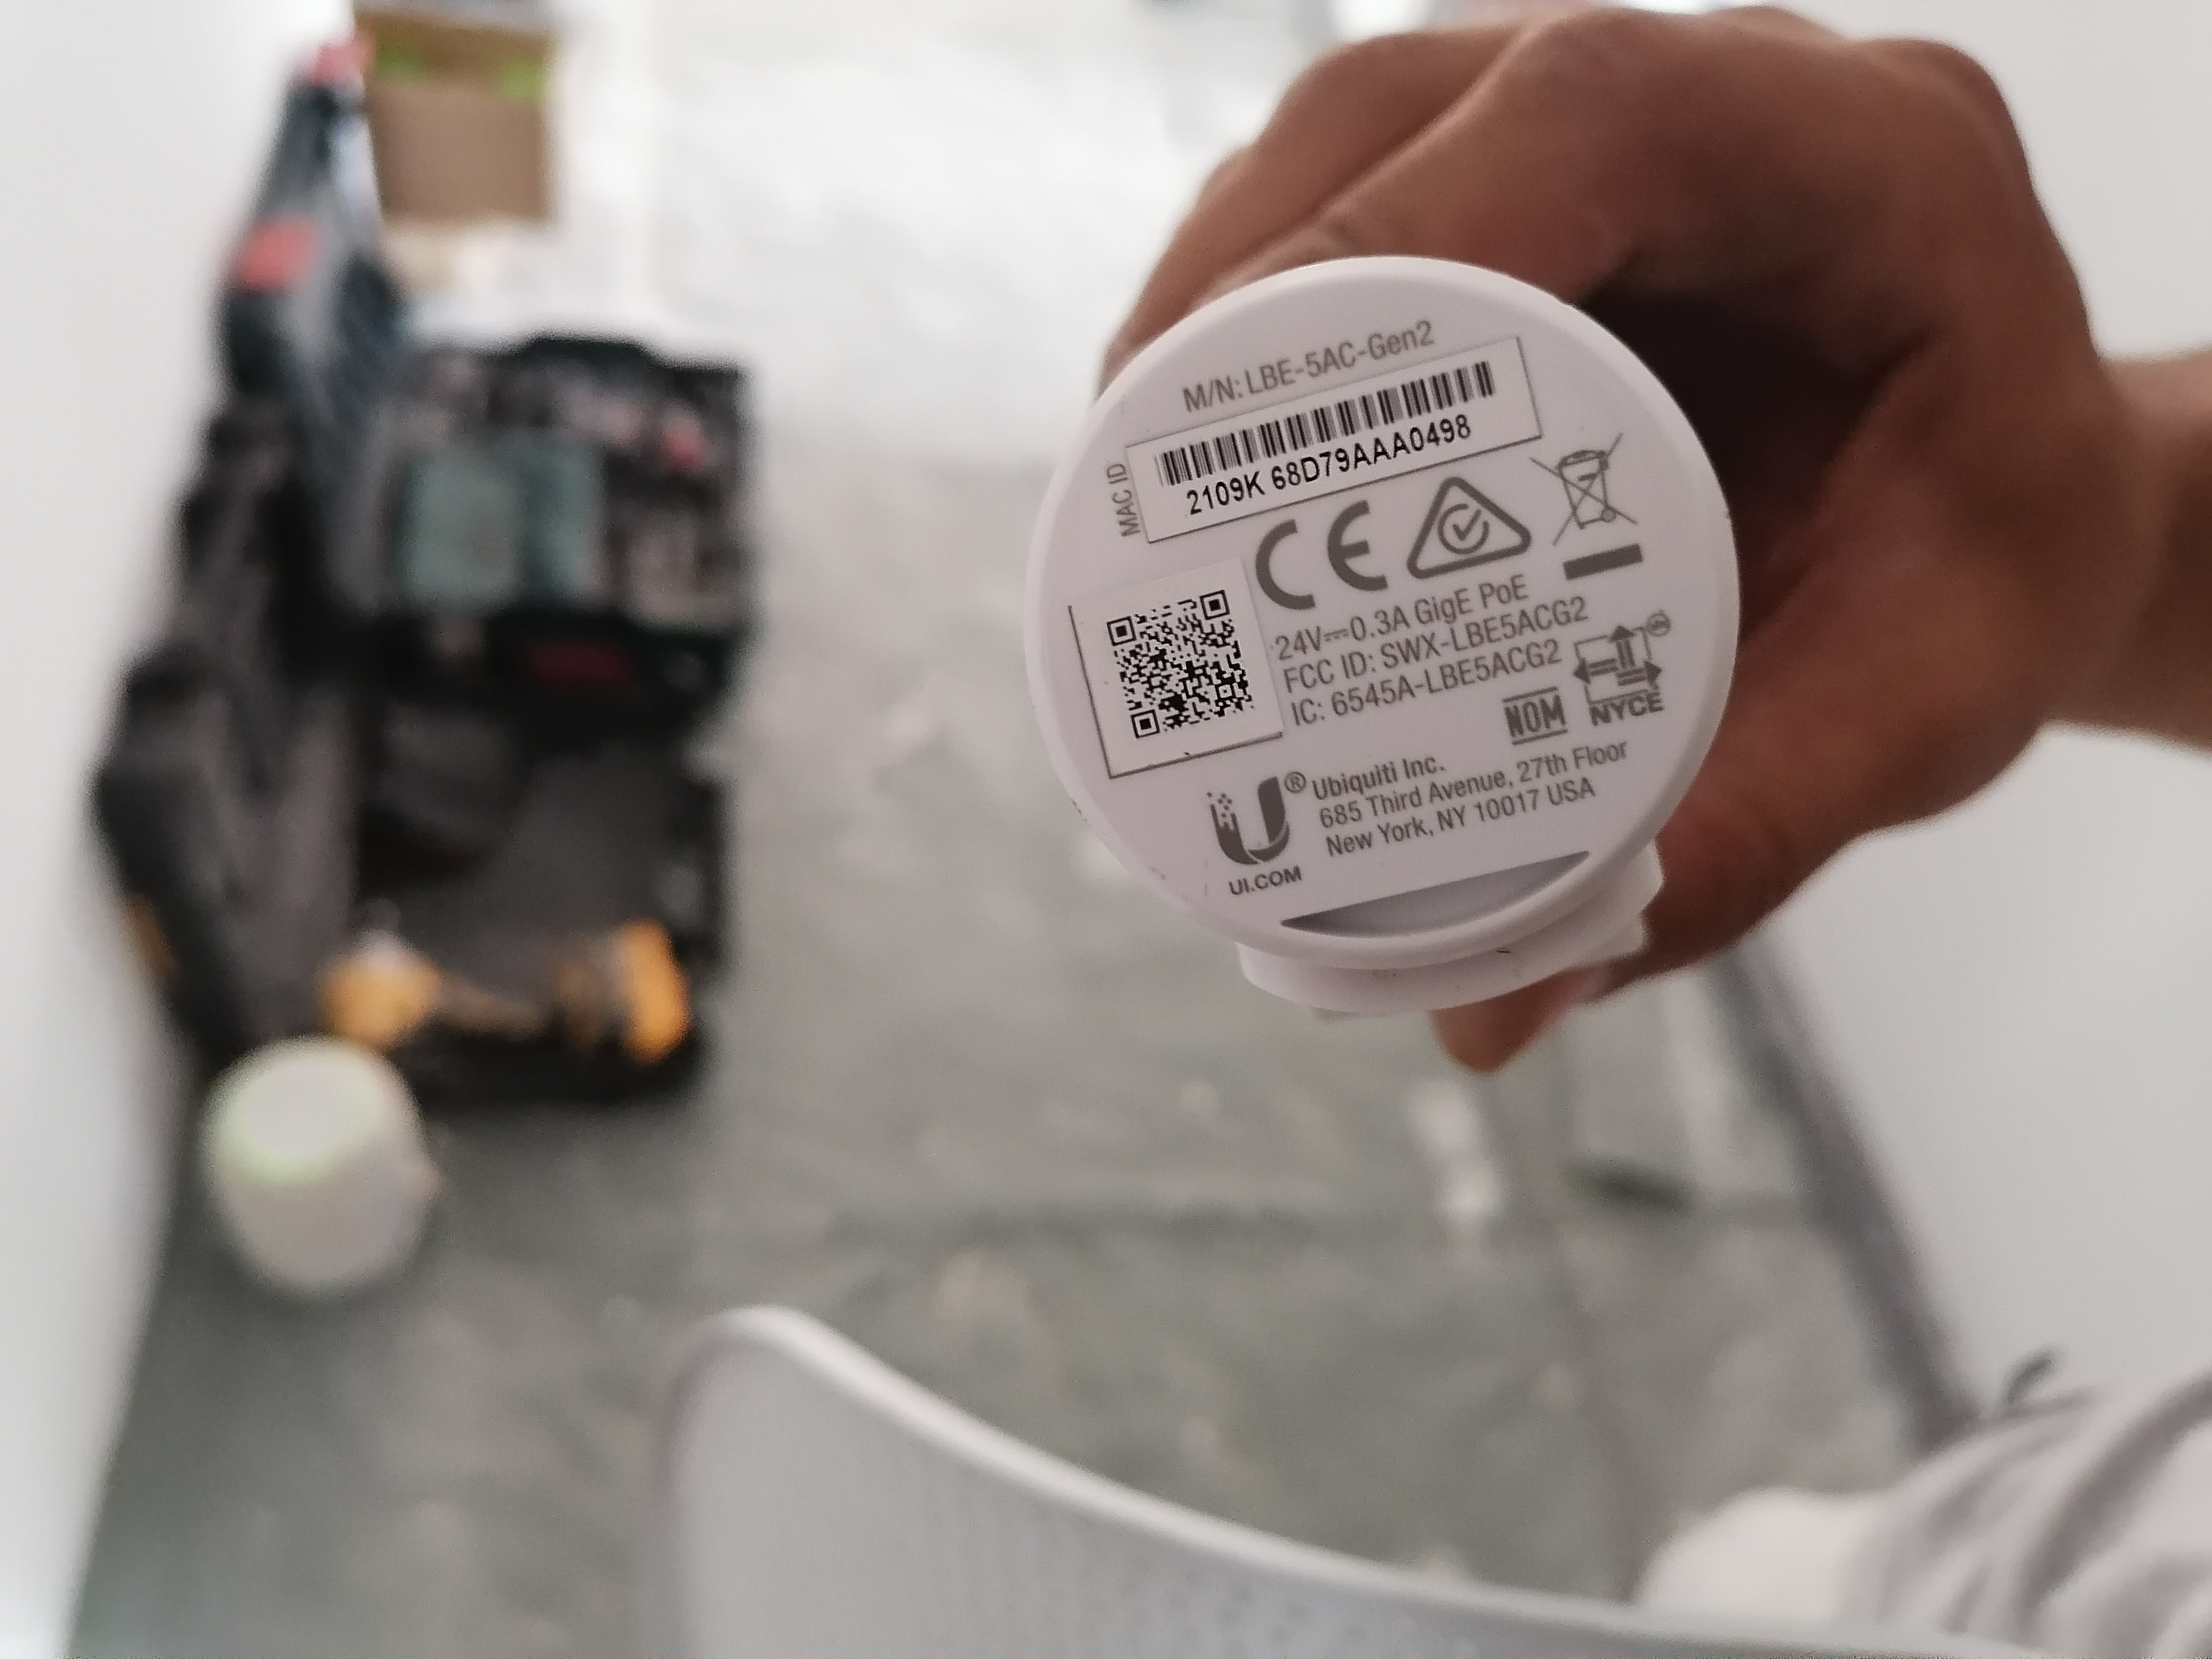 M/N: LBE-5AC-Gen2
MAC ID
2109K 68D79AAA0498
CE
24V⎓0.3A GigE PoE
FCC ID: SWX-LBE5ACG2
IC: 6545A-LBE5ACG2
NOM
NYCE
U®
UI.COM
Ubiquiti Inc.
685 Third Avenue, 27th Floor
New York, NY 10017 USA